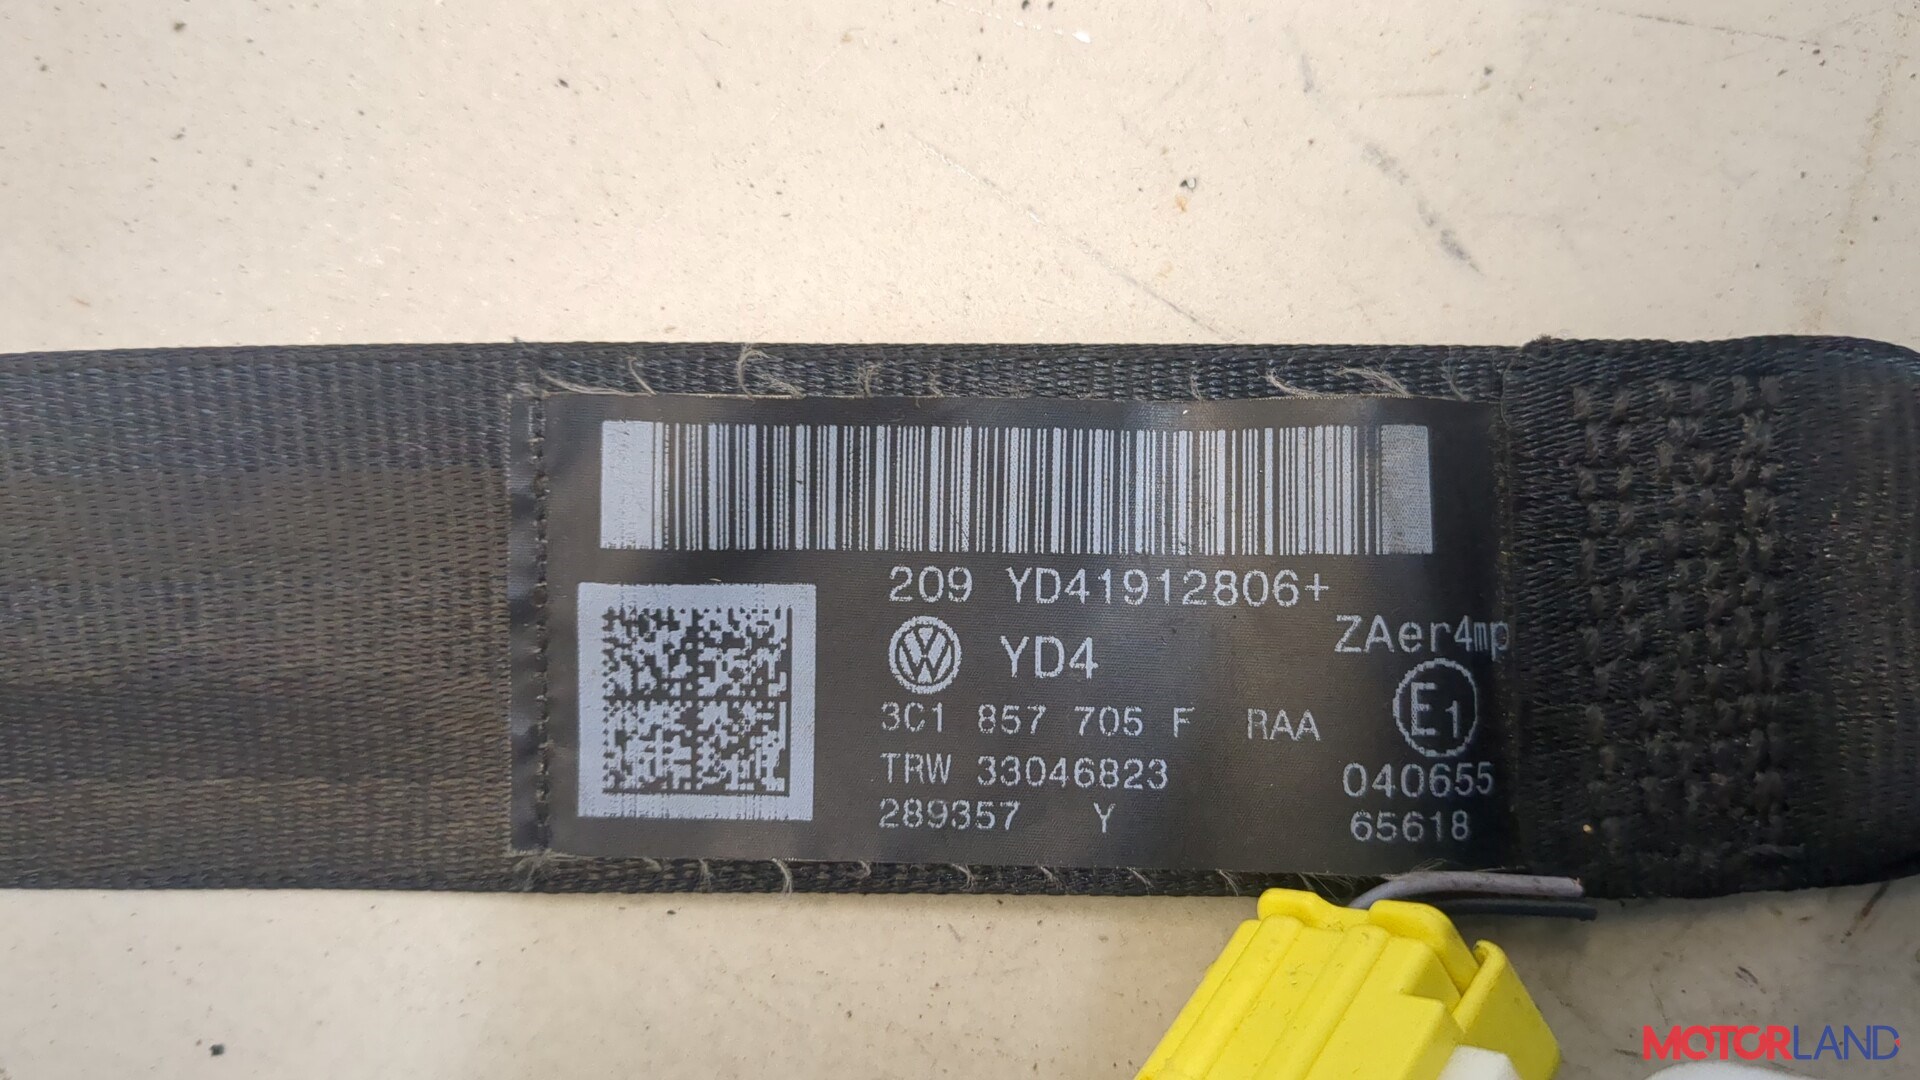 209 YD41912806+
YD4
ZAer4mp
3C1 857 705 F RAA
E1
TRW 33046823
040655
289357 Y
65618
MOTORLAND